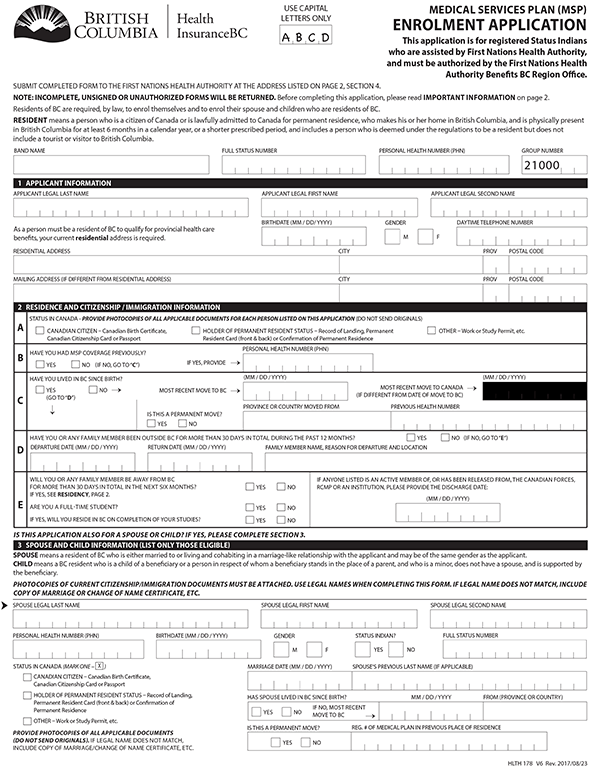 BRITISH COLUMBIA
Health InsuranceBC
USE CAPITAL LETTERS ONLY
A B C D
MEDICAL SERVICES PLAN (MSP)
ENROLMENT APPLICATION
This application is for registered Status Indians
who are assisted by First Nations Health Authority,
and must be authorized by the First Nations Health
Authority Benefits BC Region Office.
SUBMIT COMPLETED FORM TO THE FIRST NATIONS HEALTH AUTHORITY AT THE ADDRESS LISTED ON PAGE 2, SECTION 4.
NOTE: INCOMPLETE, UNSIGNED OR UNAUTHORIZED FORMS WILL BE RETURNED. Before completing this application, please read IMPORTANT INFORMATION on page 2.
Residents of BC are required, by law, to enrol themselves and to enrol their spouse and children who are residents of BC.
RESIDENT means a person who is a citizen of Canada or is lawfully admitted to Canada for permanent residence, who makes his or her home in British Columbia, and is physically present
in British Columbia for at least 6 months in a calendar year, or a shorter prescribed period, and includes a person who is deemed under the regulations to be a resident but does not
include a tourist or visitor to British Columbia.
BAND NAME FULL STATUS NUMBER PERSONAL HEALTH NUMBER (PHN) GROUP NUMBER
21000
1 APPLICANT INFORMATION
APPLICANT LEGAL LAST NAME APPLICANT LEGAL FIRST NAME APPLICANT LEGAL SECOND NAME
As a person must be a resident of BC to qualify for provincial health care
benefits, your current residential address is required.
BIRTHDATE (MM / DD / YYYY) GENDER DAYTIME TELEPHONE NUMBER
M F
RESIDENTIAL ADDRESS CITY PROV POSTAL CODE
MAILING ADDRESS (IF DIFFERENT FROM RESIDENTIAL ADDRESS) CITY PROV POSTAL CODE
2 RESIDENCE AND CITIZENSHIP / IMMIGRATION INFORMATION
A
STATUS IN CANADA - PROVIDE PHOTOCOPIES OF ALL APPLICABLE DOCUMENTS FOR EACH PERSON LISTED ON THIS APPLICATION (DO NOT SEND ORIGINALS)
CANADIAN CITIZEN – Canadian Birth Certificate,
Canadian Citizenship Card or Passport
HOLDER OF PERMANENT RESIDENT STATUS – Record of Landing, Permanent
Resident Card (front & back) or Confirmation of Permanent Residence
OTHER – Work or Study Permit, etc.
B
HAVE YOU HAD MSP COVERAGE PREVIOUSLY?
YES NO (IF NO, GO TO "C")
IF YES, PROVIDE →
PERSONAL HEALTH NUMBER (PHN)
C
HAVE YOU LIVED IN BC SINCE BIRTH?
YES (GO TO "D") NO →
MOST RECENT MOVE TO BC →
(MM / DD / YYYY)
MOST RECENT MOVE TO CANADA →
(IF DIFFERENT FROM DATE OF MOVE TO BC)
(MM / DD / YYYY)
IS THIS A PERMANENT MOVE?
YES NO
PROVINCE OR COUNTRY MOVED FROM PREVIOUS HEALTH NUMBER
D
HAVE YOU OR ANY FAMILY MEMBER BEEN OUTSIDE BC FOR MORE THAN 30 DAYS IN TOTAL DURING THE PAST 12 MONTHS? YES NO (IF NO, GO TO "E")
DEPARTURE DATE (MM / DD / YYYY) RETURN DATE (MM / DD / YYYY) FAMILY MEMBER NAME, REASON FOR DEPARTURE AND LOCATION
E
WILL YOU OR ANY FAMILY MEMBER BE AWAY FROM BC
FOR MORE THAN 30 DAYS IN TOTAL IN THE NEXT SIX MONTHS? YES NO
IF YES, SEE RESIDENCY, PAGE 2.
ARE YOU A FULL-TIME STUDENT? YES NO
IF YES, WILL YOU RESIDE IN BC ON COMPLETION OF YOUR STUDIES? YES NO
IF ANYONE LISTED IS AN ACTIVE MEMBER OF, OR HAS BEEN RELEASED FROM, THE CANADIAN FORCES,
RCMP OR AN INSTITUTION, PLEASE PROVIDE THE DISCHARGE DATE:
(MM / DD / YYYY)
IS THIS APPLICATION ALSO FOR A SPOUSE OR CHILD? IF YES, PLEASE COMPLETE SECTION 3.
3 SPOUSE AND CHILD INFORMATION (LIST ONLY THOSE ELIGIBLE)
SPOUSE means a resident of BC who is either married to or living and cohabiting in a marriage-like relationship with the applicant and may be of the same gender as the applicant.
CHILD means a BC resident who is a child of a beneficiary or a person in respect of whom a beneficiary stands in the place of a parent, and who is a minor, does not have a spouse, and is supported by
the beneficiary.
PHOTOCOPIES OF CURRENT CITIZENSHIP/IMMIGRATION DOCUMENTS MUST BE ATTACHED. USE LEGAL NAMES WHEN COMPLETING THIS FORM. IF LEGAL NAME DOES NOT MATCH, INCLUDE
COPY OF MARRIAGE OR CHANGE OF NAME CERTIFICATE, ETC.
SPOUSE LEGAL LAST NAME SPOUSE LEGAL FIRST NAME SPOUSE LEGAL SECOND NAME
PERSONAL HEALTH NUMBER (PHN) BIRTHDATE (MM / DD / YYYY) GENDER STATUS INDIAN? FULL STATUS NUMBER
M F YES NO
STATUS IN CANADA (MARK ONE – X)
CANADIAN CITIZEN – Canadian Birth Certificate,
Canadian Citizenship Card or Passport
HOLDER OF PERMANENT RESIDENT STATUS – Record of Landing,
Permanent Resident Card (front & back) or Confirmation of
Permanent Residence
OTHER – Work or Study Permit, etc.
PROVIDE PHOTOCOPIES OF ALL APPLICABLE DOCUMENTS
(DO NOT SEND ORIGINALS). IF LEGAL NAME DOES NOT MATCH,
INCLUDE COPY OF MARRIAGE/CHANGE OF NAME CERTIFICATE, ETC.
MARRIAGE DATE (MM / DD / YYYY) SPOUSE'S PREVIOUS LAST NAME (IF APPLICABLE)
HAS SPOUSE LIVED IN BC SINCE BIRTH? MM / DD / YYYY FROM (PROVINCE OR COUNTRY)
YES NO IF NO, MOST RECENT
MOVE TO BC →
IS THIS A PERMANENT MOVE? REG. # OF MEDICAL PLAN IN PREVIOUS PLACE OF RESIDENCE
YES NO
HLTH 178 V6 Rev. 2017/08/23